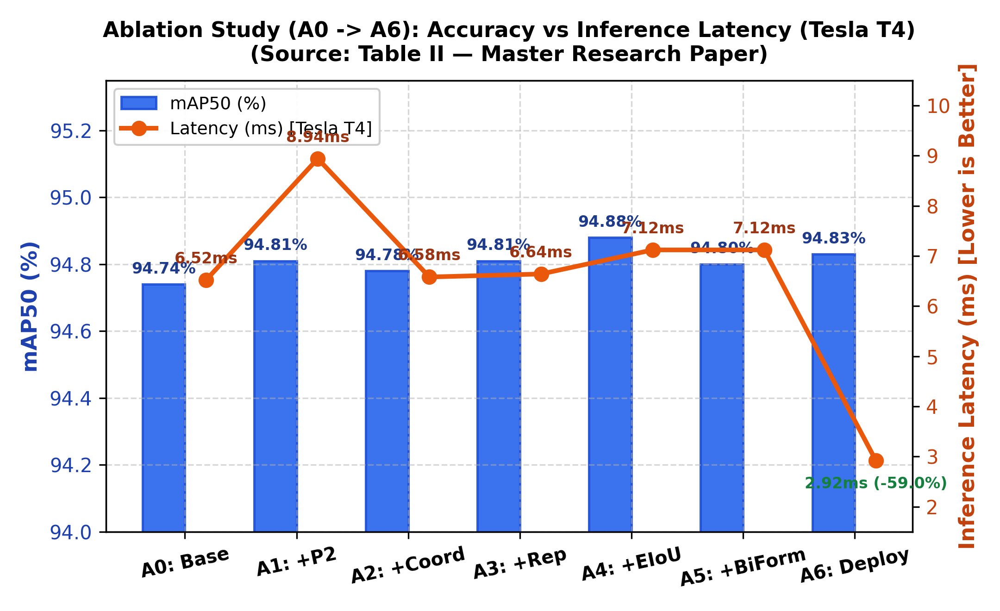 Ablation Study (A0 -> A6): Accuracy vs Inference Latency (Tesla T4)
(Source: Table II — Master Research Paper)
mAP50 (%)
Latency (ms) [Tesla T4]
mAP50 (%)
95.2
95.0
94.8
94.6
94.4
94.2
94.0
94.74%
94.81%
94.78%
94.81%
94.88%
94.80%
94.83%
6.52ms
8.94ms
6.58ms
6.64ms
7.12ms
7.12ms
2.92ms (-59.0%)
10
9
8
7
6
5
4
3
2
Inference Latency (ms) [Lower is Better]
A0: Base
A1: +P2
A2: +Coord
A3: +Rep
A4: +EIoU
A5: +BiForm
A6: Deploy